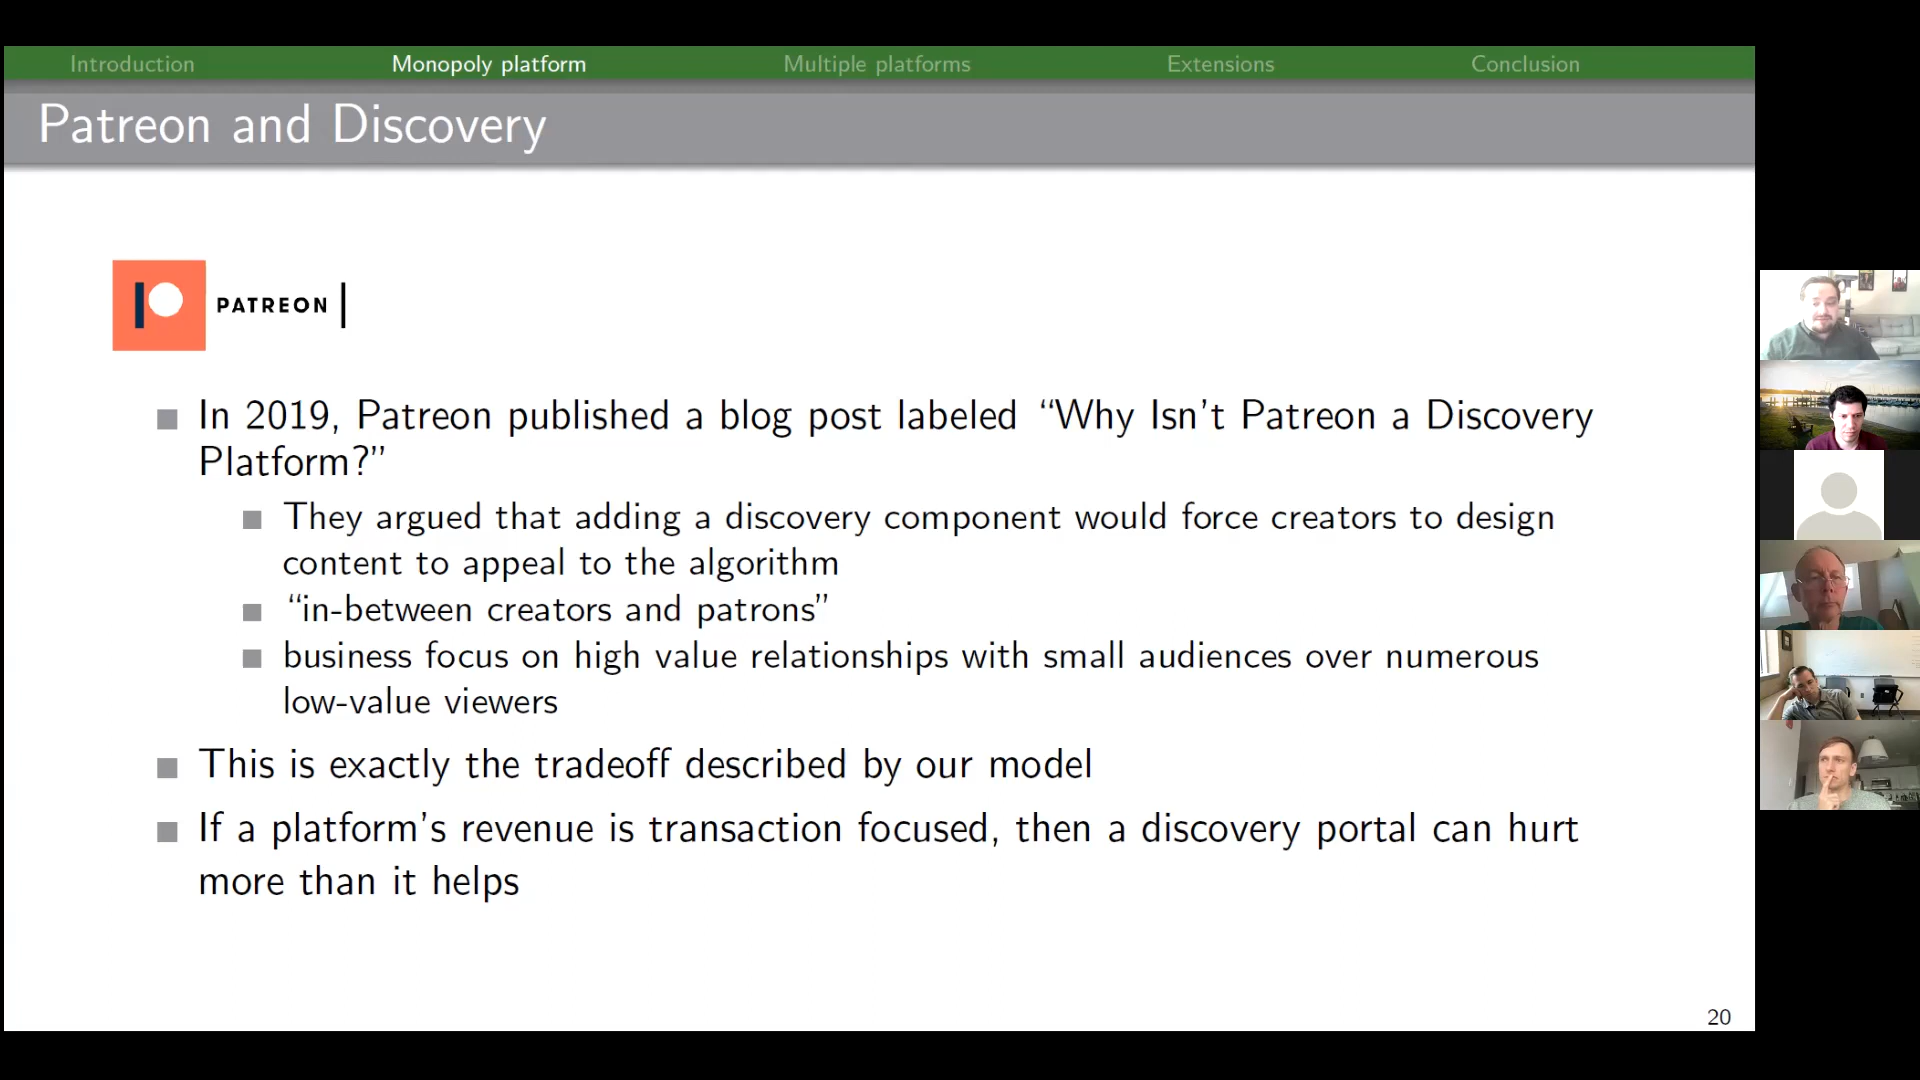 Introduction Monopoly platform Multiple platforms Extensions Conclusion
Patreon and Discovery
PATREON
In 2019, Patreon published a blog post labeled “Why Isn’t Patreon a Discovery
Platform?”
They argued that adding a discovery component would force creators to design
content to appeal to the algorithm
“in-between creators and patrons”
business focus on high value relationships with small audiences over numerous
low-value viewers
This is exactly the tradeoff described by our model
If a platform’s revenue is transaction focused, then a discovery portal can hurt
more than it helps
20